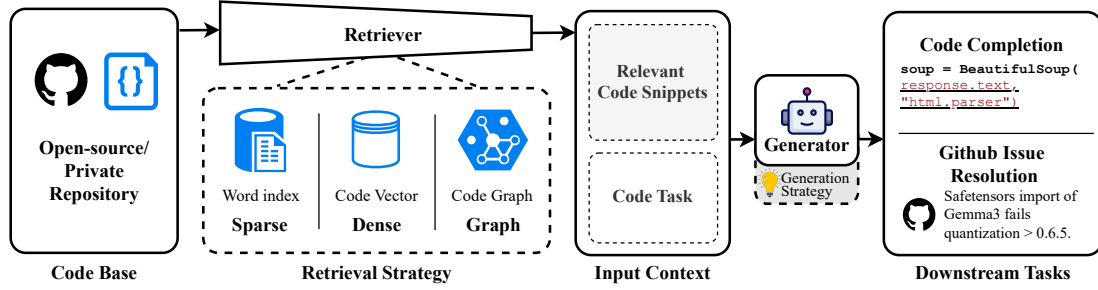 Open-source/
Private
Repository
Code Base
Retriever
Word index
Sparse
Code Vector
Dense
Code Graph
Graph
Retrieval Strategy
Relevant
Code Snippets
Code Task
Input Context
Generator
Generation
Strategy
Code Completion
soup = BeautifulSoup(
response.text,
"html.parser")
Github Issue
Resolution
Safetensors import of
Gemma3 fails
quantization > 0.6.5.
Downstream Tasks